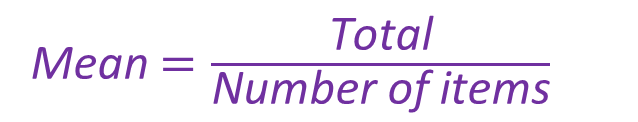 Mean = Total
Number of items